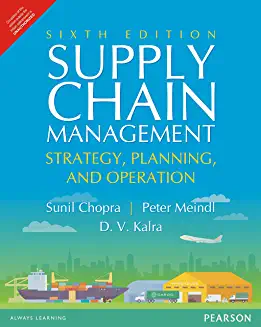 SIXTH EDITION
SUPPLY
CHAIN
MANAGEMENT
STRATEGY, PLANNING,
AND OPERATION
Sunil Chopra | Peter Meindl
D. V. Kalra
ALWAYS LEARNING
PEARSON